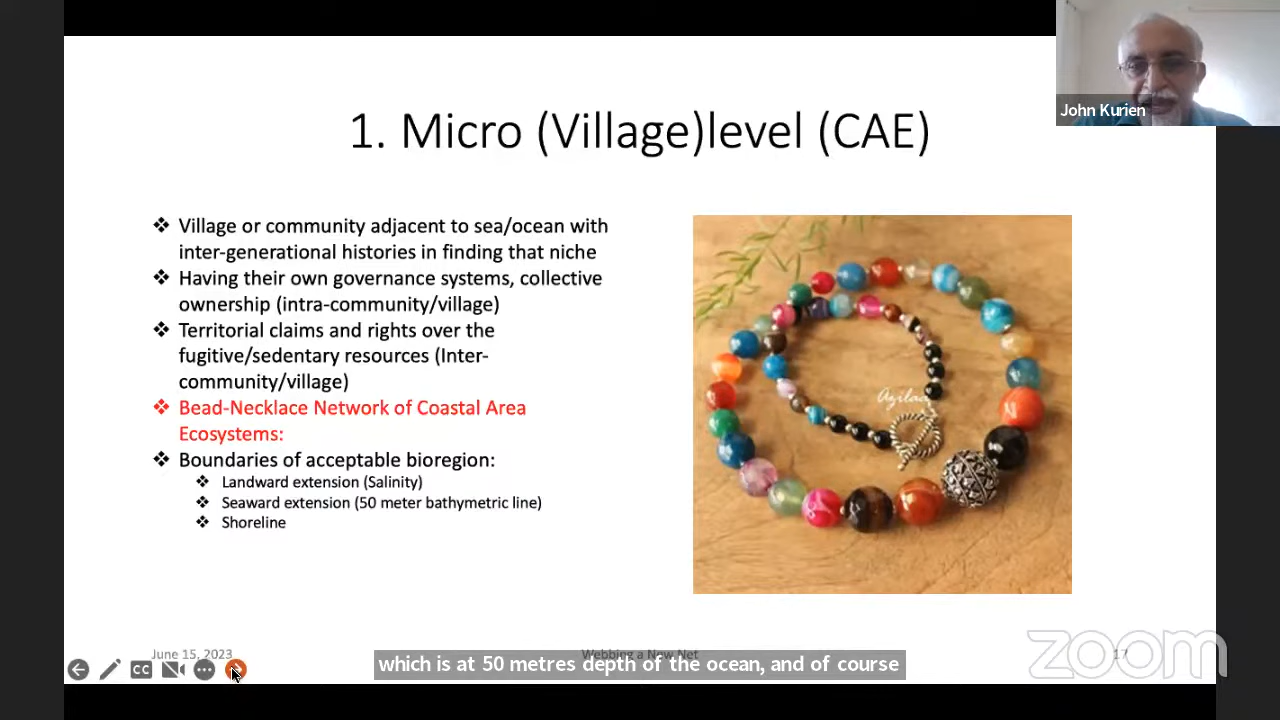 John Kurien
1. Micro (Village)level (CAE)
❖ Village or community adjacent to sea/ocean with
inter-generational histories in finding that niche
❖ Having their own governance systems, collective
ownership (intra-community/village)
❖ Territorial claims and rights over the
fugitive/sedentary resources (Inter-
community/village)
❖ Bead-Necklace Network of Coastal Area
Ecosystems:
❖ Boundaries of acceptable bioregion:
❖ Landward extension (Salinity)
❖ Seaward extension (50 meter bathymetric line)
❖ Shoreline
June 15, 2023
Webbing a New Net
17
CC
which is at 50 metres depth of the ocean, and of course
zoom